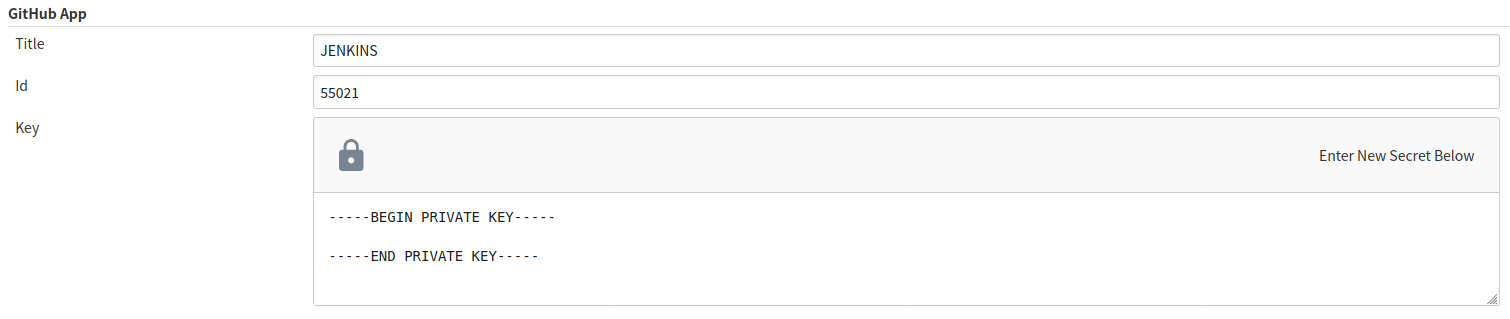 GitHub App
Title
JENKINS
Id
55021
Key
Enter New Secret Below
-----BEGIN PRIVATE KEY-----
-----END PRIVATE KEY-----